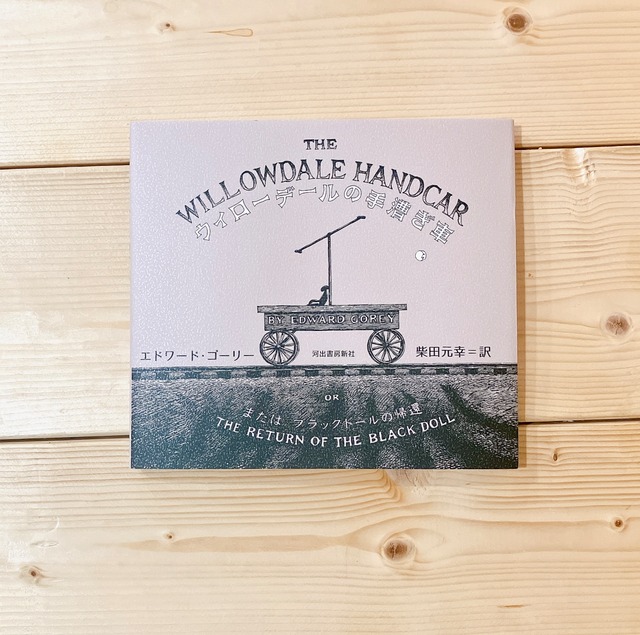 THE
WILLOWDALE HANDCAR
ウィローデールの手漕ぎ車
BY EDWARD GOREY
エドワード・ゴーリー
河出書房新社
柴田元幸=訳
OR
または ブラックドールの帰還
THE RETURN OF THE BLACK DOLL